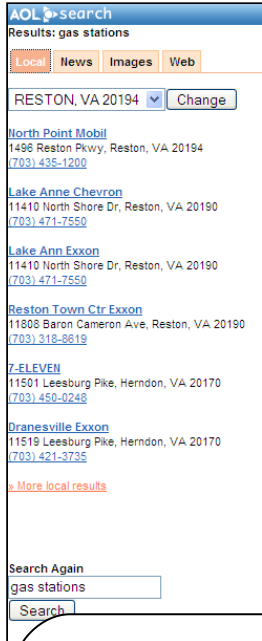 AOL search
Results: gas stations
Local News Images Web
RESTON, VA 20194 Change
North Point Mobil
1496 Reston Pkwy, Reston, VA 20194
(703) 435-1200
Lake Anne Chevron
11410 North Shore Dr, Reston, VA 20190
(703) 471-7550
Lake Ann Exxon
11410 North Shore Dr, Reston, VA 20190
(703) 471-7550
Reston Town Ctr Exxon
11808 Baron Cameron Ave, Reston, VA 20190
(703) 318-8619
7-ELEVEN
11501 Leesburg Pike, Herndon, VA 20170
(703) 450-0248
Dranesville Exxon
11519 Leesburg Pike, Herndon, VA 20170
(703) 421-3735
» More local results
Search Again
gas stations
Search